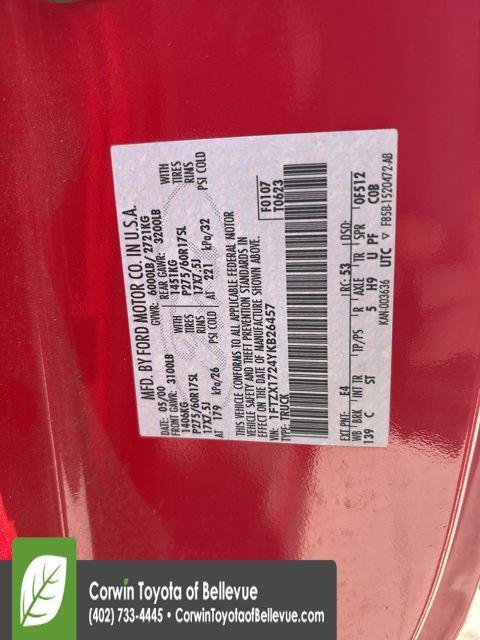 MFD. BY FORD MOTOR CO. IN U.S.A.
DATE: 05/00 GVWR: 6000LB / 2721KG
FRONT GAWR: 3100LB REAR GAWR: 3200LB
1406KG WITH 1451KG WITH
P275/60R17SL TIRES P275/60R17SL TIRES
17X7.5J RIMS 17X7.5J RIMS
AT 179 kPa/26 PSI COLD AT 221 kPa/32 PSI COLD
THIS VEHICLE CONFORMS TO ALL APPLICABLE FEDERAL MOTOR
VEHICLE SAFETY AND THEFT PREVENTION STANDARDS IN
EFFECT ON THE DATE OF MANUFACTURE SHOWN ABOVE.
VIN: 1FTZX1724YKB26457 F0107
TYPE: TRUCK T0623
EXT PNT: E4 RC: 53 DSO:
WB BRK INT TR TP/PS R AXLE TR SPR 0F512
139 C ST 5 H9 U PF COB
KAN-003636 UTC ▽ F85B-1520472-AB
Corwin Toyota of Bellevue
(402) 733-4445 • CorwinToyotaofBellevue.com